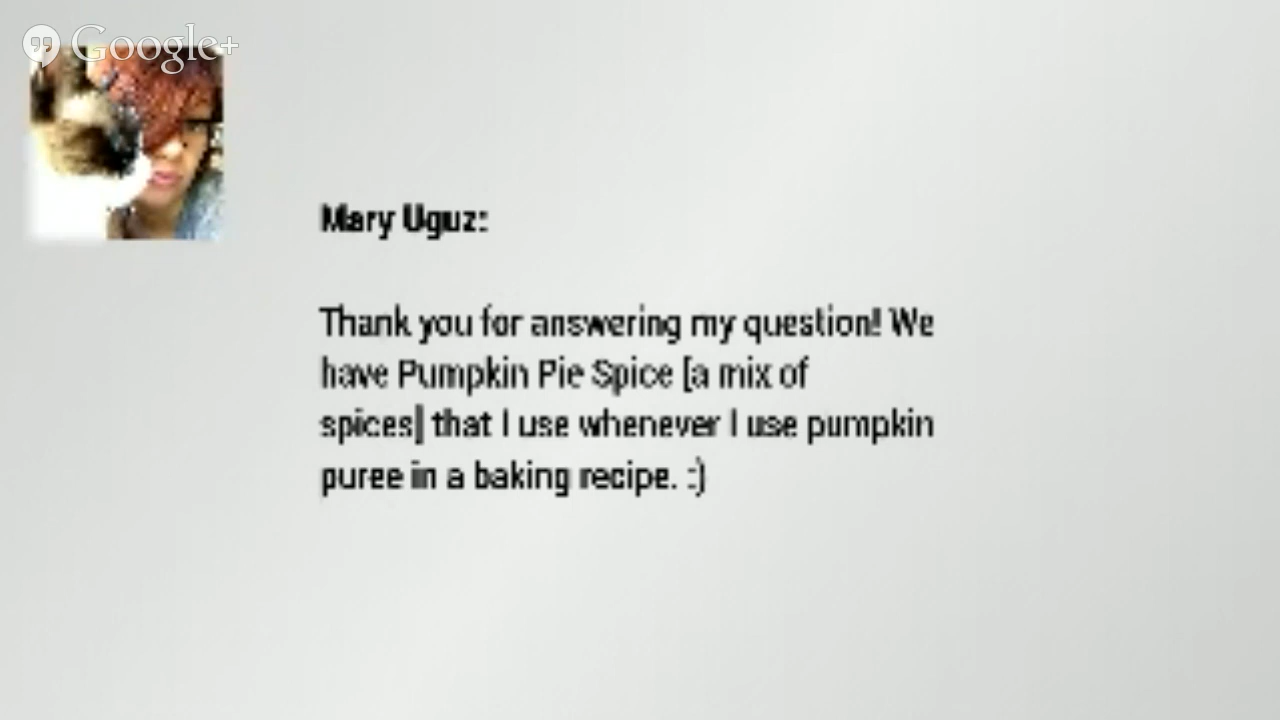 Google+
Mary Uguz:
Thank you for answering my question! We
have Pumpkin Pie Spice [a mix of
spices] that I use whenever I use pumpkin
puree in a baking recipe. :)